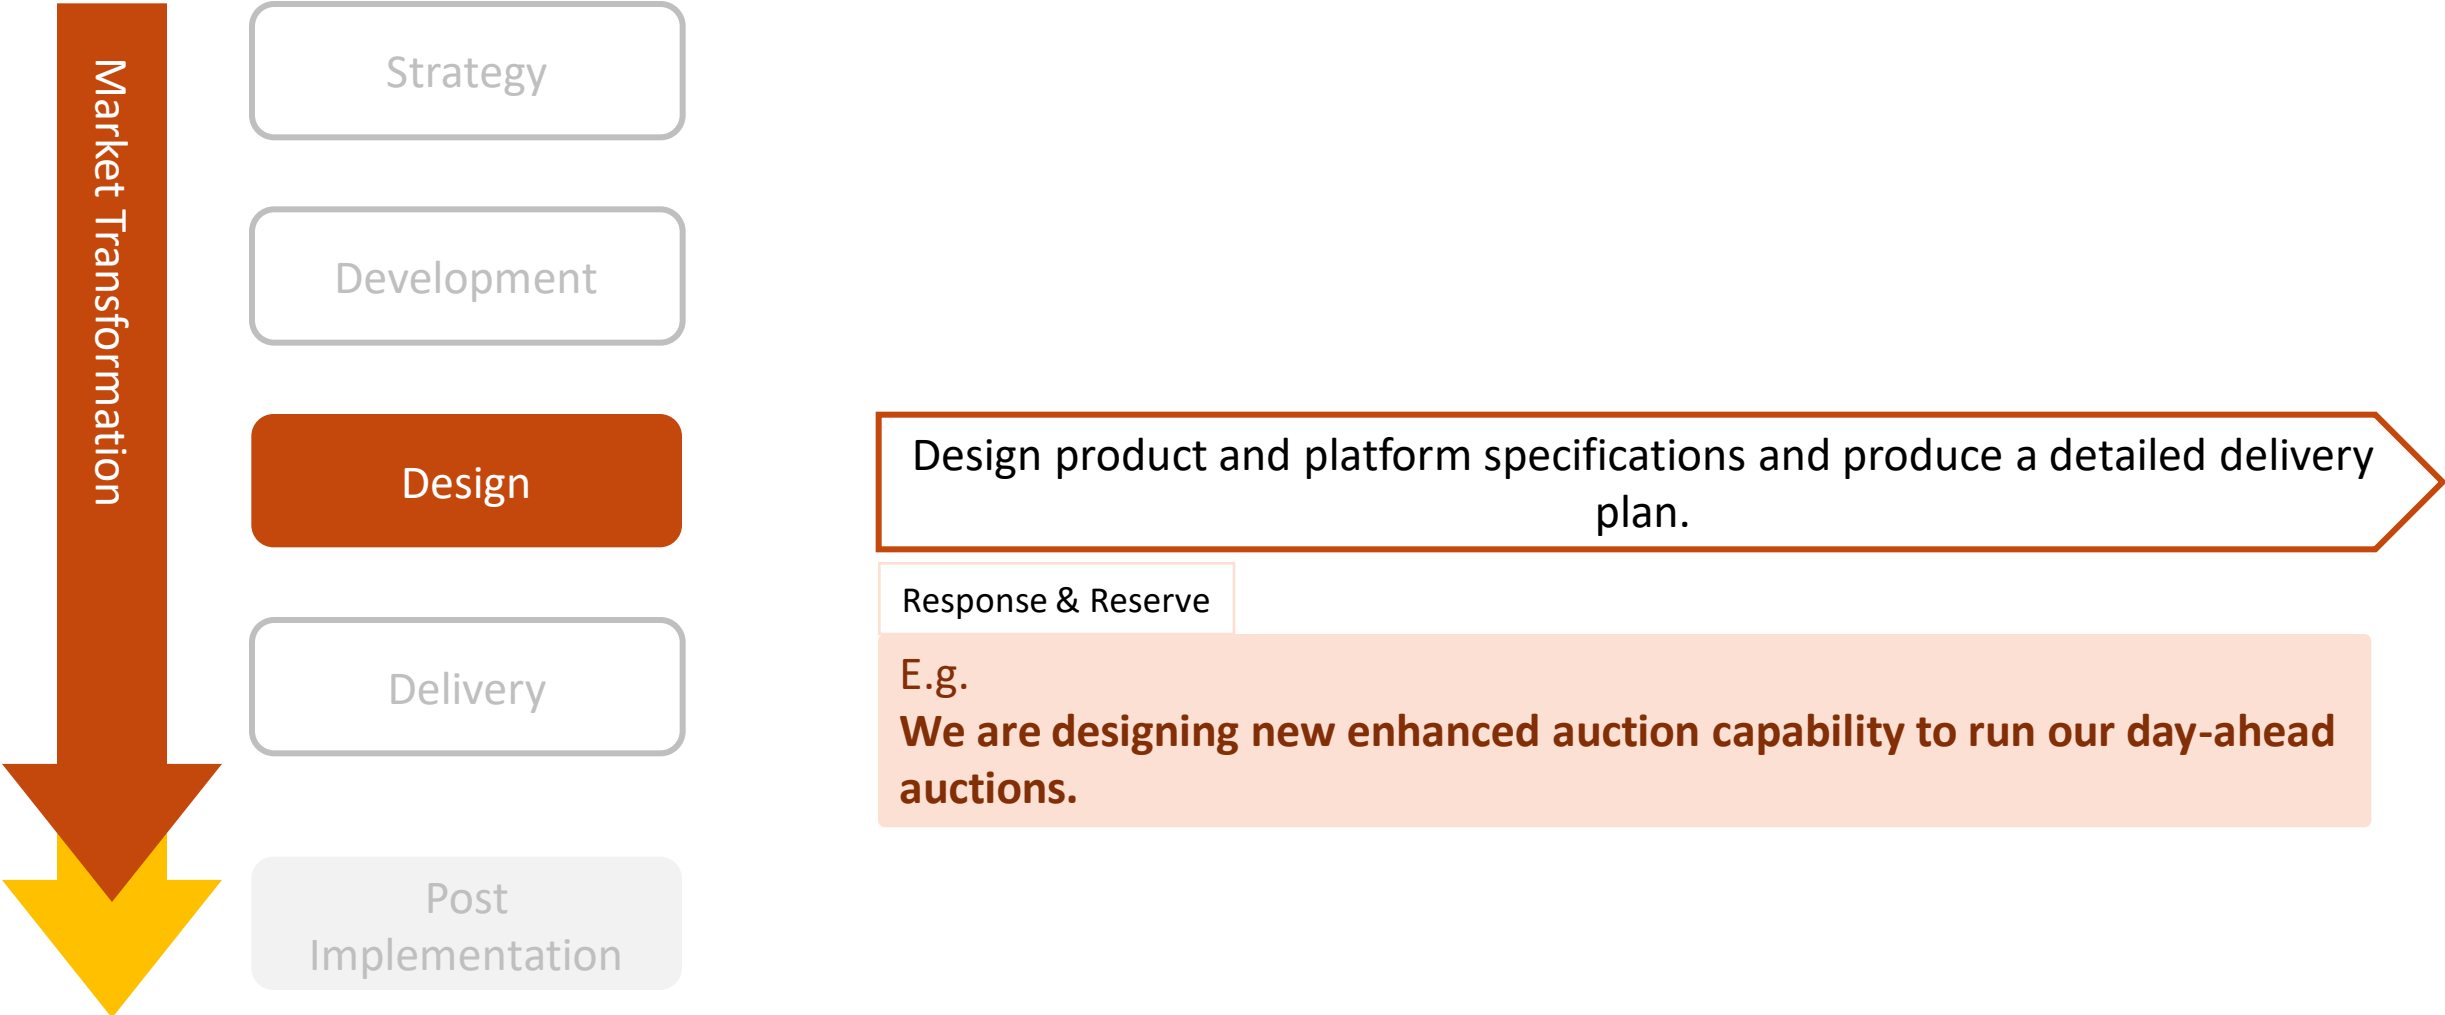 Market Transformation
Strategy
Development
Design
Design product and platform specifications and produce a detailed delivery
plan.
Response & Reserve
E.g.
We are designing new enhanced auction capability to run our day-ahead
auctions.
Delivery
Post
Implementation